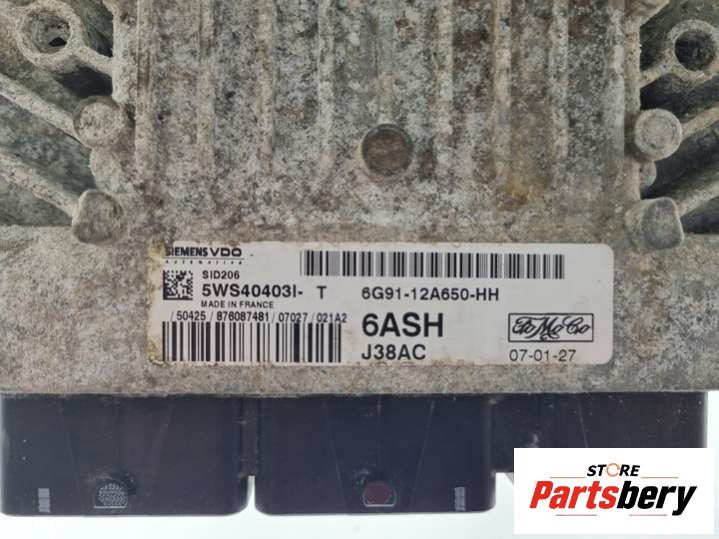 SIEMENS VDO
automotive
SID206
5WS40403I- T
MADE IN FRANCE
/ 50425 / 876087481 / 07027 / 021A2
6G91-12A650-HH
6ASH
J38AC
FoMoCo
07-01-27
STORE
Partsbery